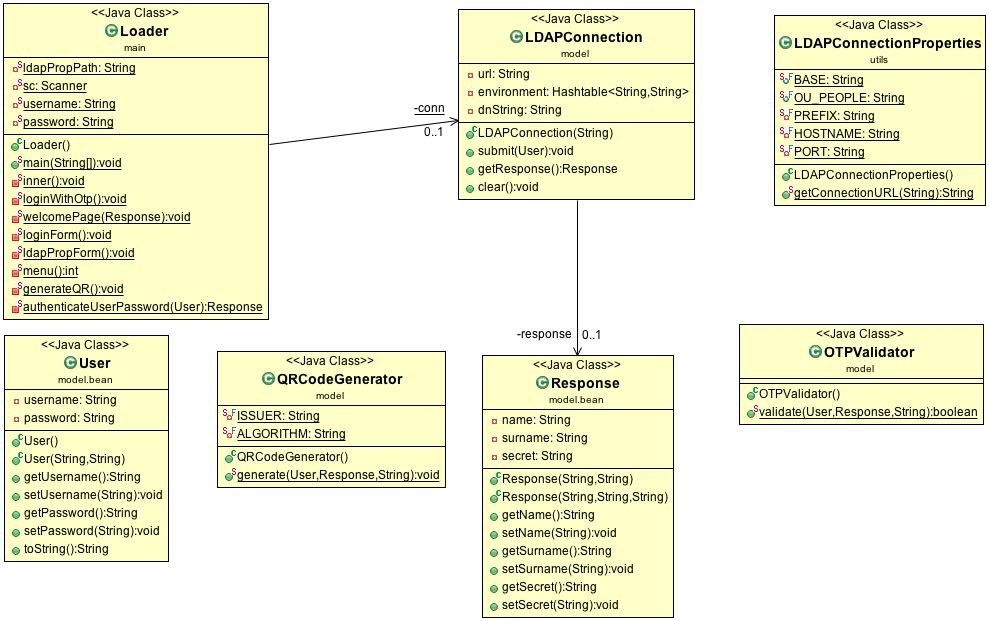 <<Java Class>>
Loader
main
ldapPropPath: String
sc: Scanner
username: String
password: String
Loader()
main(String[]):void
inner():void
loginWithOtp():void
welcomePage(Response):void
loginForm():void
ldapPropForm():void
menu():int
generateQR():void
authenticateUserPassword(User):Response
-conn
0..1
<<Java Class>>
LDAPConnection
model
url: String
environment: Hashtable<String,String>
dnString: String
LDAPConnection(String)
submit(User):void
getResponse():Response
clear():void
<<Java Class>>
LDAPConnectionProperties
utils
BASE: String
OU_PEOPLE: String
PREFIX: String
HOSTNAME: String
PORT: String
LDAPConnectionProperties()
getConnectionURL(String):String
-response
0..1
<<Java Class>>
User
model.bean
username: String
password: String
User()
User(String,String)
getUsername():String
setUsername(String):void
getPassword():String
setPassword(String):void
toString():String
<<Java Class>>
QRCodeGenerator
model
ISSUER: String
ALGORITHM: String
QRCodeGenerator()
generate(User,Response,String):void
<<Java Class>>
Response
model.bean
name: String
surname: String
secret: String
Response(String,String)
Response(String,String,String)
getName():String
setName(String):void
getSurname():String
setSurname(String):void
getSecret():String
setSecret(String):void
<<Java Class>>
OTPValidator
model
OTPValidator()
validate(User,Response,String):boolean